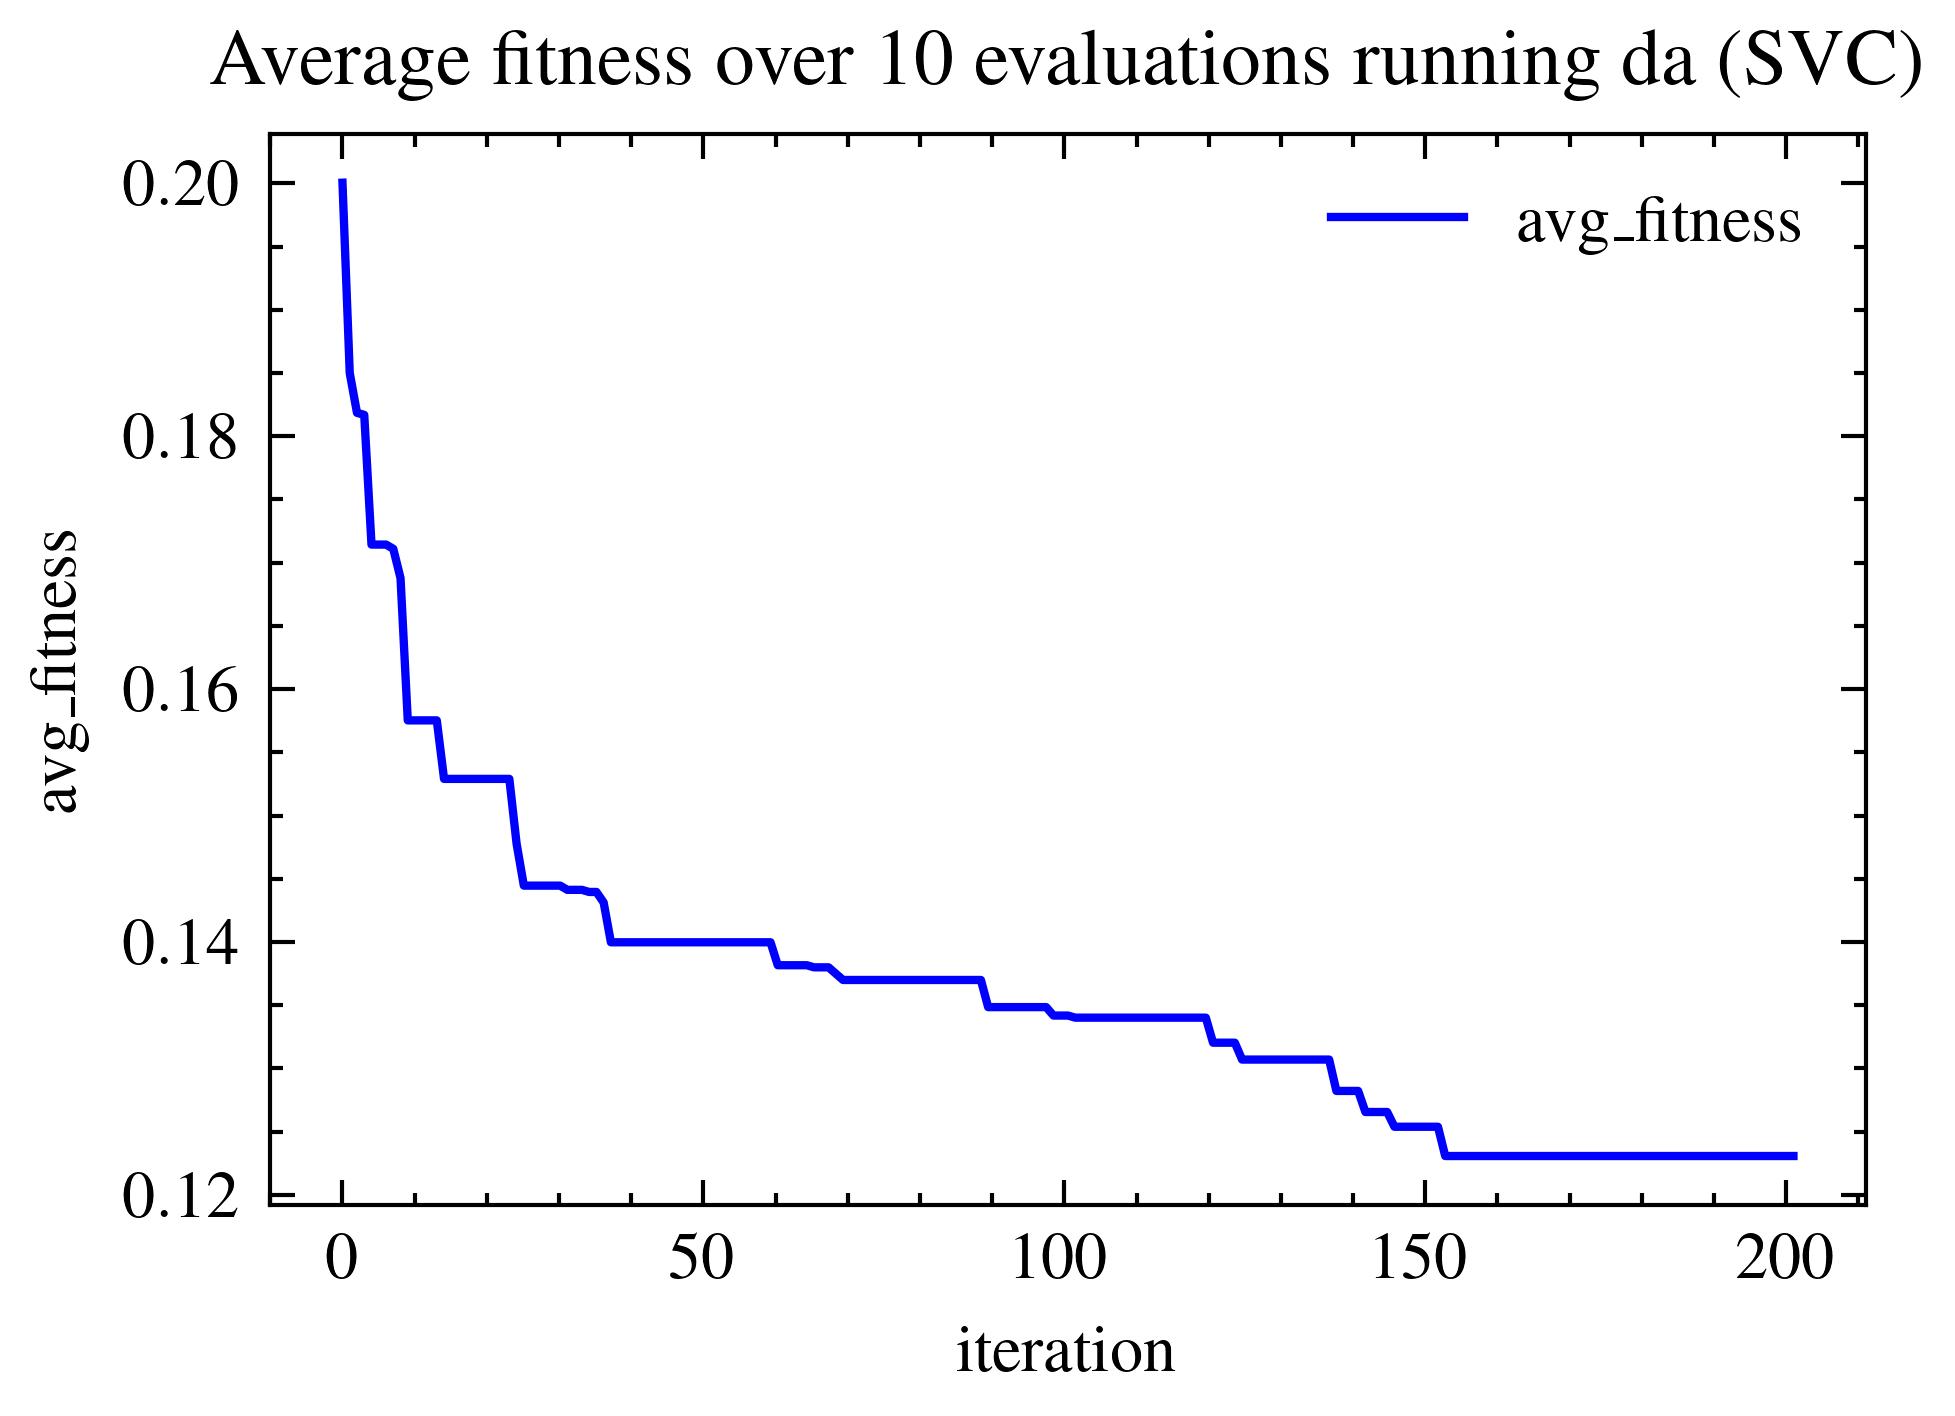 Average fitness over 10 evaluations running da (SVC)
avg_fitness
0.20
0.18
0.16
0.14
0.12
avg_fitness
0 50 100 150 200
iteration